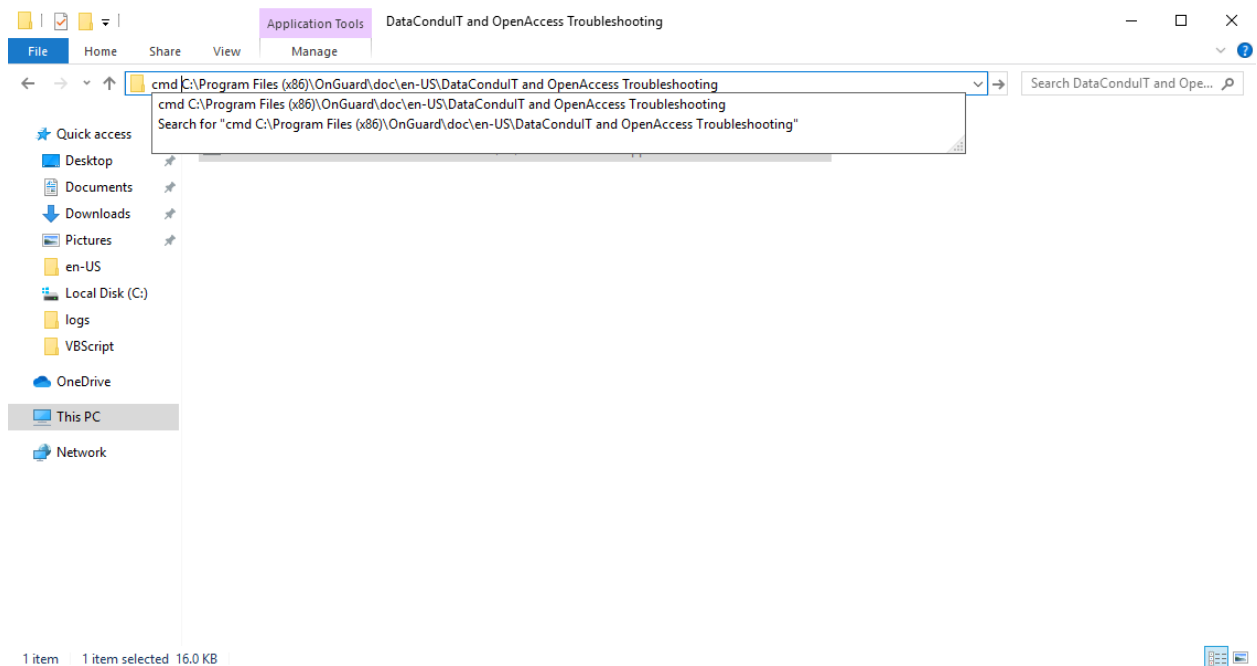 Application Tools
DataConduIT and OpenAccess Troubleshooting
File Home Share View Manage
cmd C:\Program Files (x86)\OnGuard\doc\en-US\DataConduIT and OpenAccess Troubleshooting
Search DataConduIT and Ope...
cmd C:\Program Files (x86)\OnGuard\doc\en-US\DataConduIT and OpenAccess Troubleshooting
Search for "cmd C:\Program Files (x86)\OnGuard\doc\en-US\DataConduIT and OpenAccess Troubleshooting"
Quick access
Desktop
Documents
Downloads
Pictures
en-US
Local Disk (C:)
logs
VBScript
OneDrive
This PC
Network
1 item 1 item selected 16.0 KB